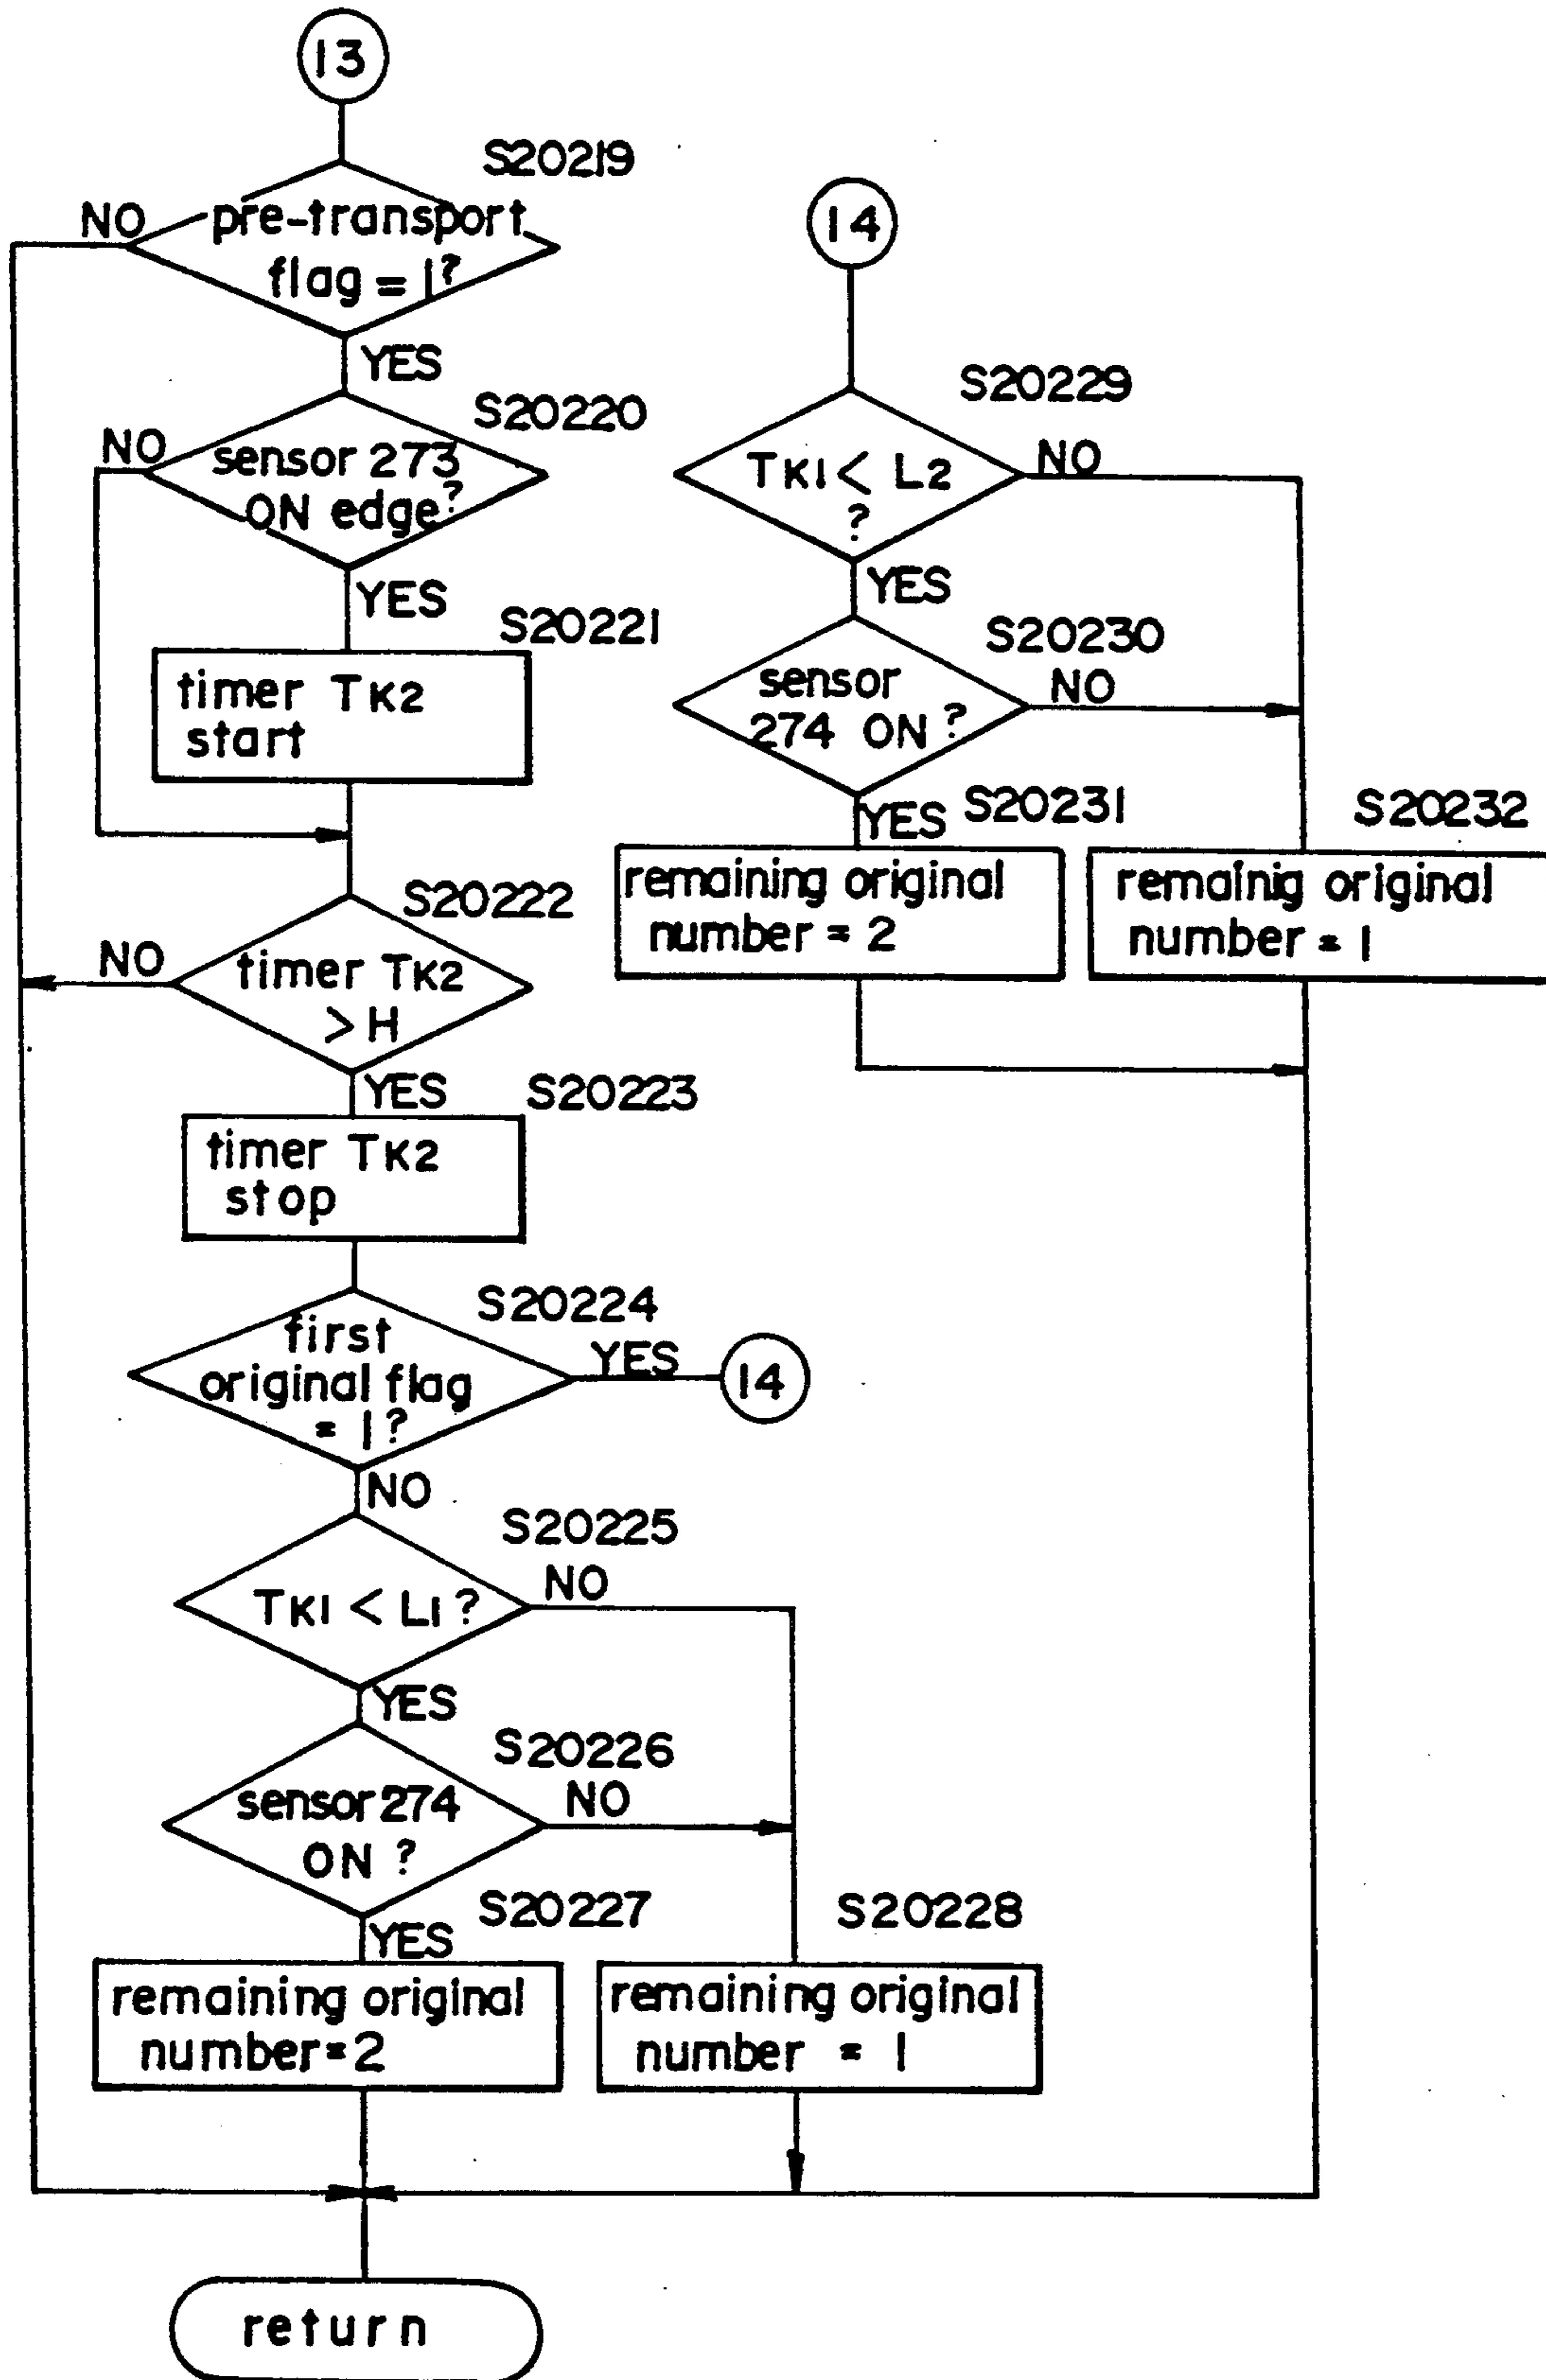 13
S20219
NO
pre-transport
flag = 1?
YES
S20220
NO
sensor 273
ON edge?
YES
S20221
timer TK2
start
S20222
NO
timer TK2
> H
YES
S20223
timer TK2
stop
S20224
first
original flag
= 1?
YES
14
NO
S20225
TK1 < L1 ?
NO
YES
S20226
sensor 274
ON ?
NO
YES
S20227
remaining original
number = 2
S20228
remaining original
number = 1
return
14
S20229
TK1 < L2
?
NO
YES
S20230
sensor
274 ON ?
NO
YES
S20231
remaining original
number = 2
S20232
remainig original
number = 1